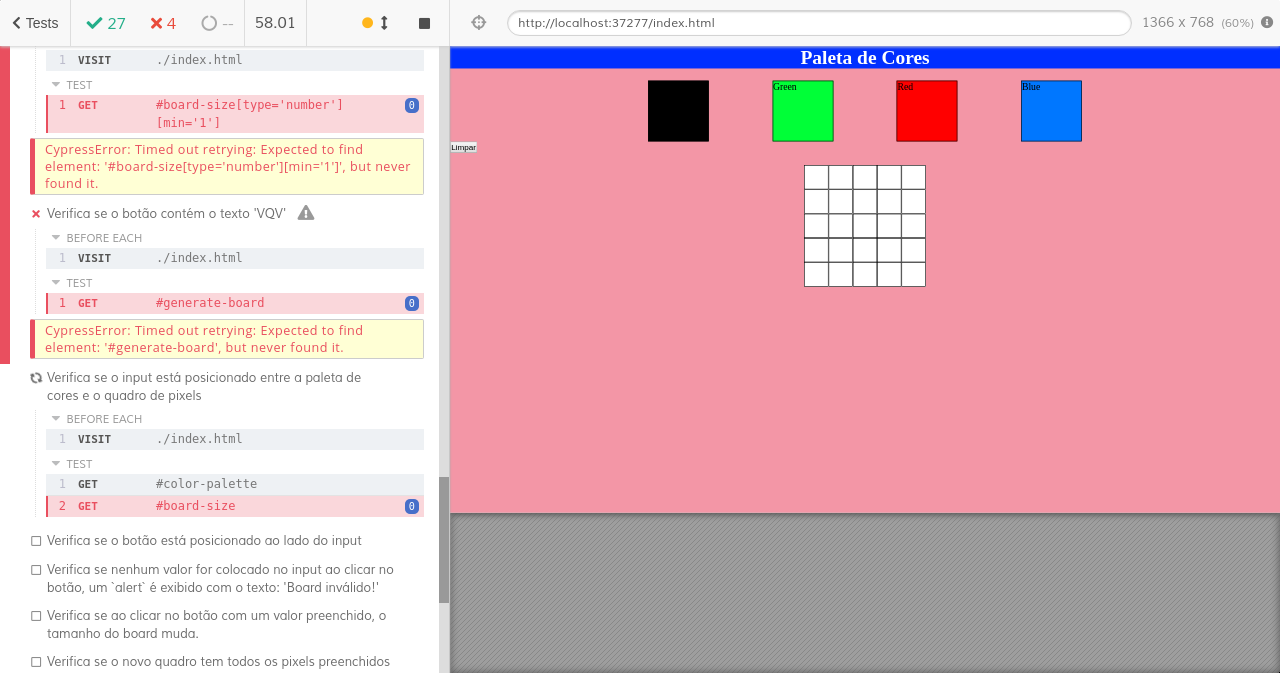 Tests 27 4 -- 58.01 http://localhost:37277/index.html 1366 x 768 (60%)
1 VISIT ./index.html
TEST
1 GET #board-size[type='number'] 0
[min='1']
CypressError: Timed out retrying: Expected to find
element: '#board-size[type='number'][min='1']', but never
found it.
Verifica se o botão contém o texto 'VQV'
BEFORE EACH
1 VISIT ./index.html
TEST
1 GET #generate-board 0
CypressError: Timed out retrying: Expected to find
element: '#generate-board', but never found it.
Verifica se o input está posicionado entre a paleta de
cores e o quadro de pixels
BEFORE EACH
1 VISIT ./index.html
TEST
1 GET #color-palette
2 GET #board-size 0
Verifica se o botão está posicionado ao lado do input
Verifica se nenhum valor for colocado no input ao clicar no
botão, um `alert` é exibido com o texto: 'Board inválido!'
Verifica se ao clicar no botão com um valor preenchido, o
tamanho do board muda.
Verifica se o novo quadro tem todos os pixels preenchidos
Paleta de Cores
Green Red Blue
Limpar